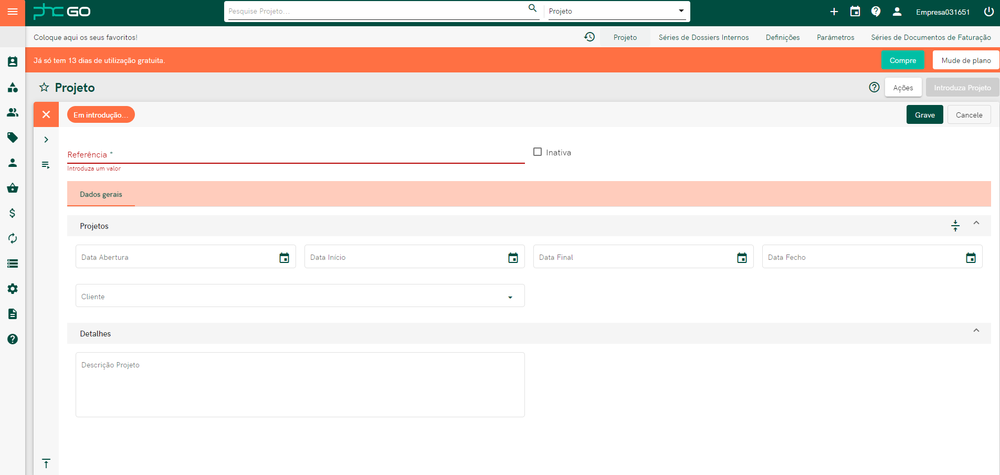 phc GO
Pesquise Projeto...
Projeto
Empresa031651
Coloque aqui os seus favoritos!
Projeto
Séries de Dossiers Internos
Definições
Parâmetros
Séries de Documentos de Faturação
Já só tem 13 dias de utilização gratuita.
Compre
Mude de plano
Projeto
Ações
Introduza Projeto
Em introdução...
Grave
Cancele
Referência *
Introduza um valor
Inativa
Dados gerais
Projetos
Data Abertura
Data Início
Data Final
Data Fecho
Cliente
Detalhes
Descrição Projeto